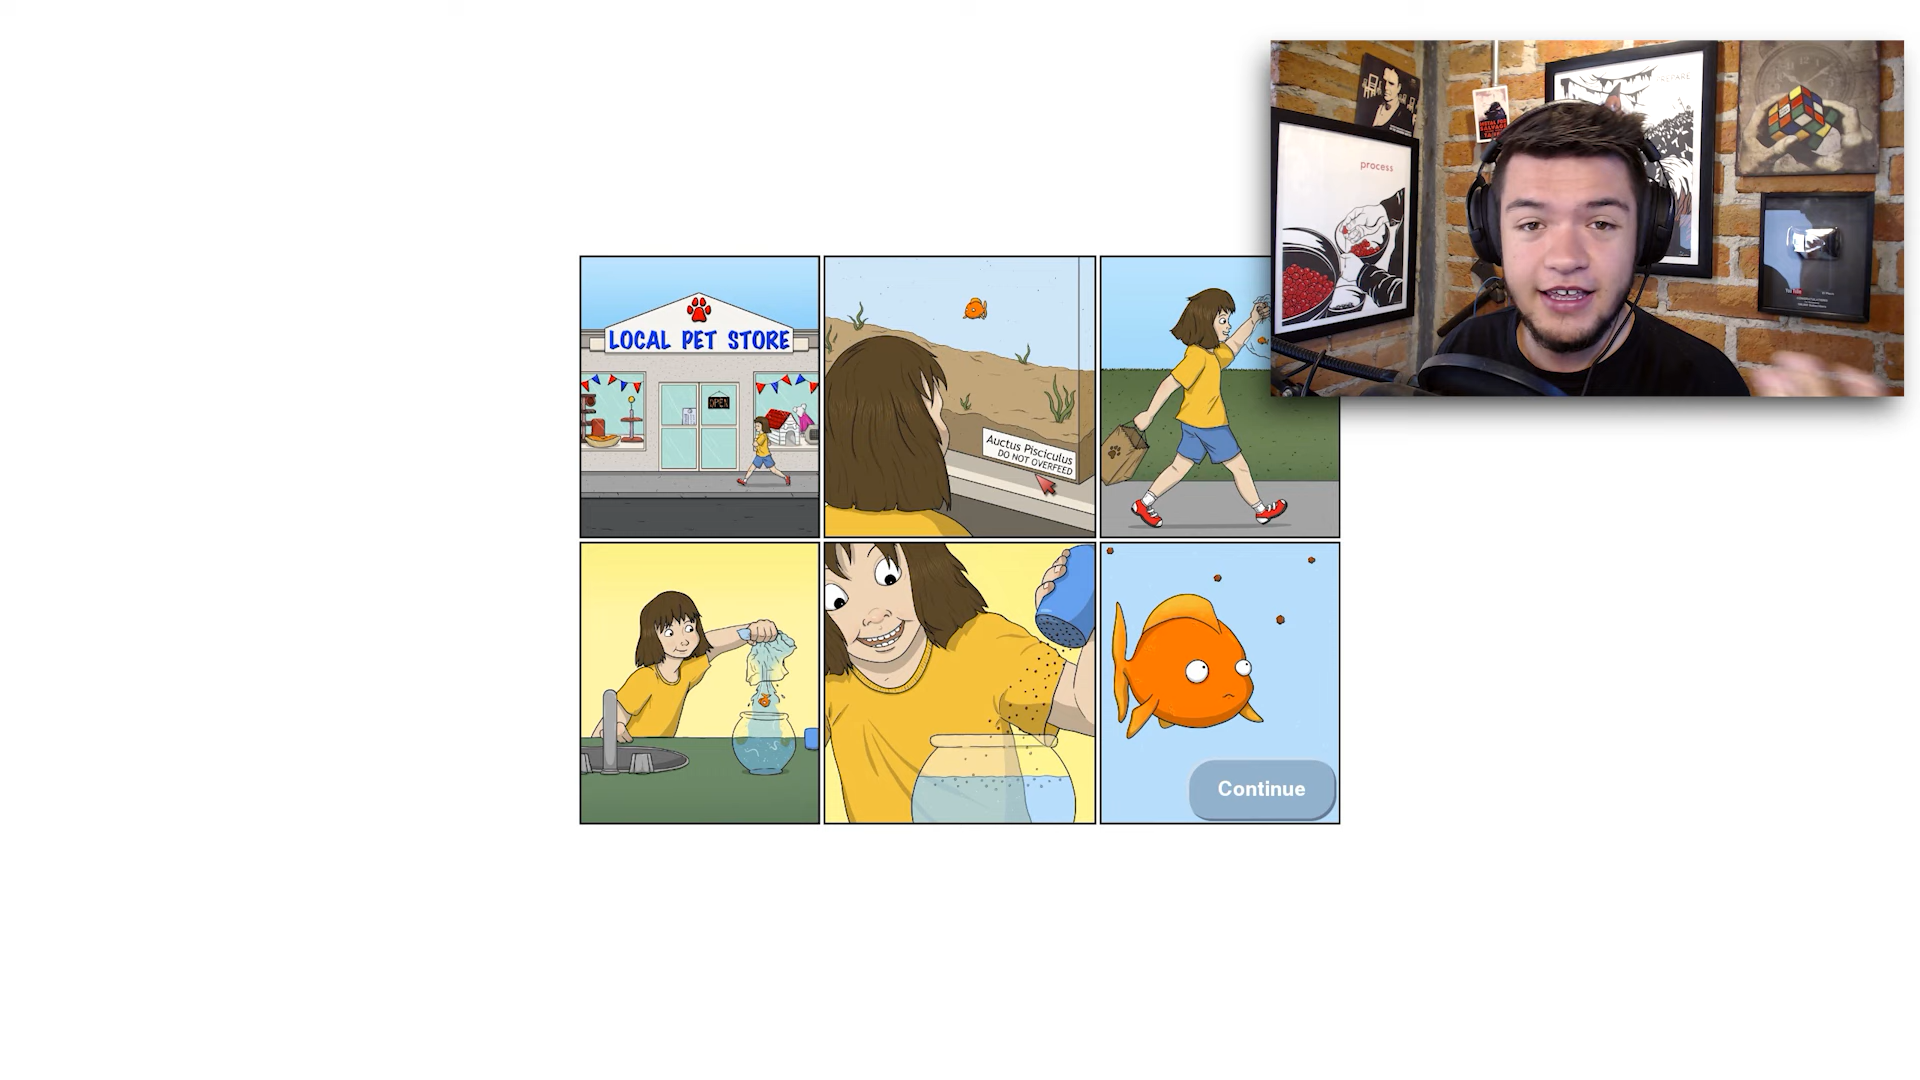 LOCAL PET STORE
OPEN
Auctus Pisciculus
DO NOT OVERFEED
Continue
process